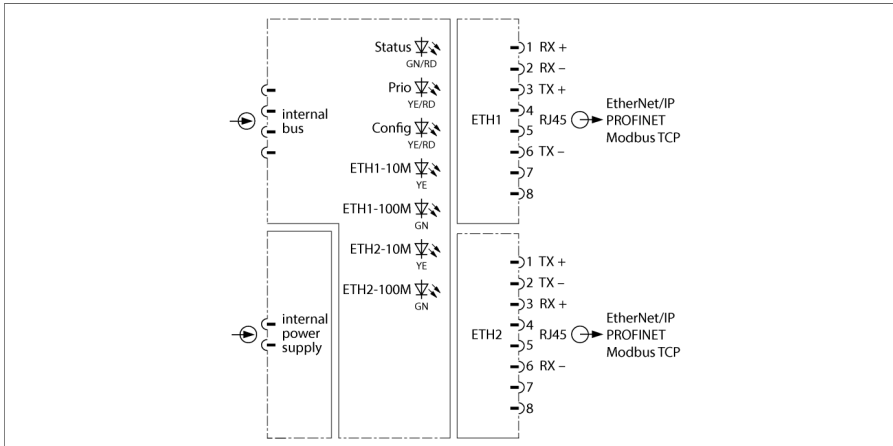 Status
GN/RD
Prio
YE/RD
Config
YE/RD
ETH1-10M
YE
ETH1-100M
GN
ETH2-10M
YE
ETH2-100M
GN
internal
bus
internal
power
supply
ETH1
1 RX +
2 RX –
3 TX +
4
5
6 TX –
7
8
RJ45
EtherNet/IP
PROFINET
Modbus TCP
ETH2
1 TX +
2 TX –
3 RX +
4
5
6 RX –
7
8
RJ45
EtherNet/IP
PROFINET
Modbus TCP